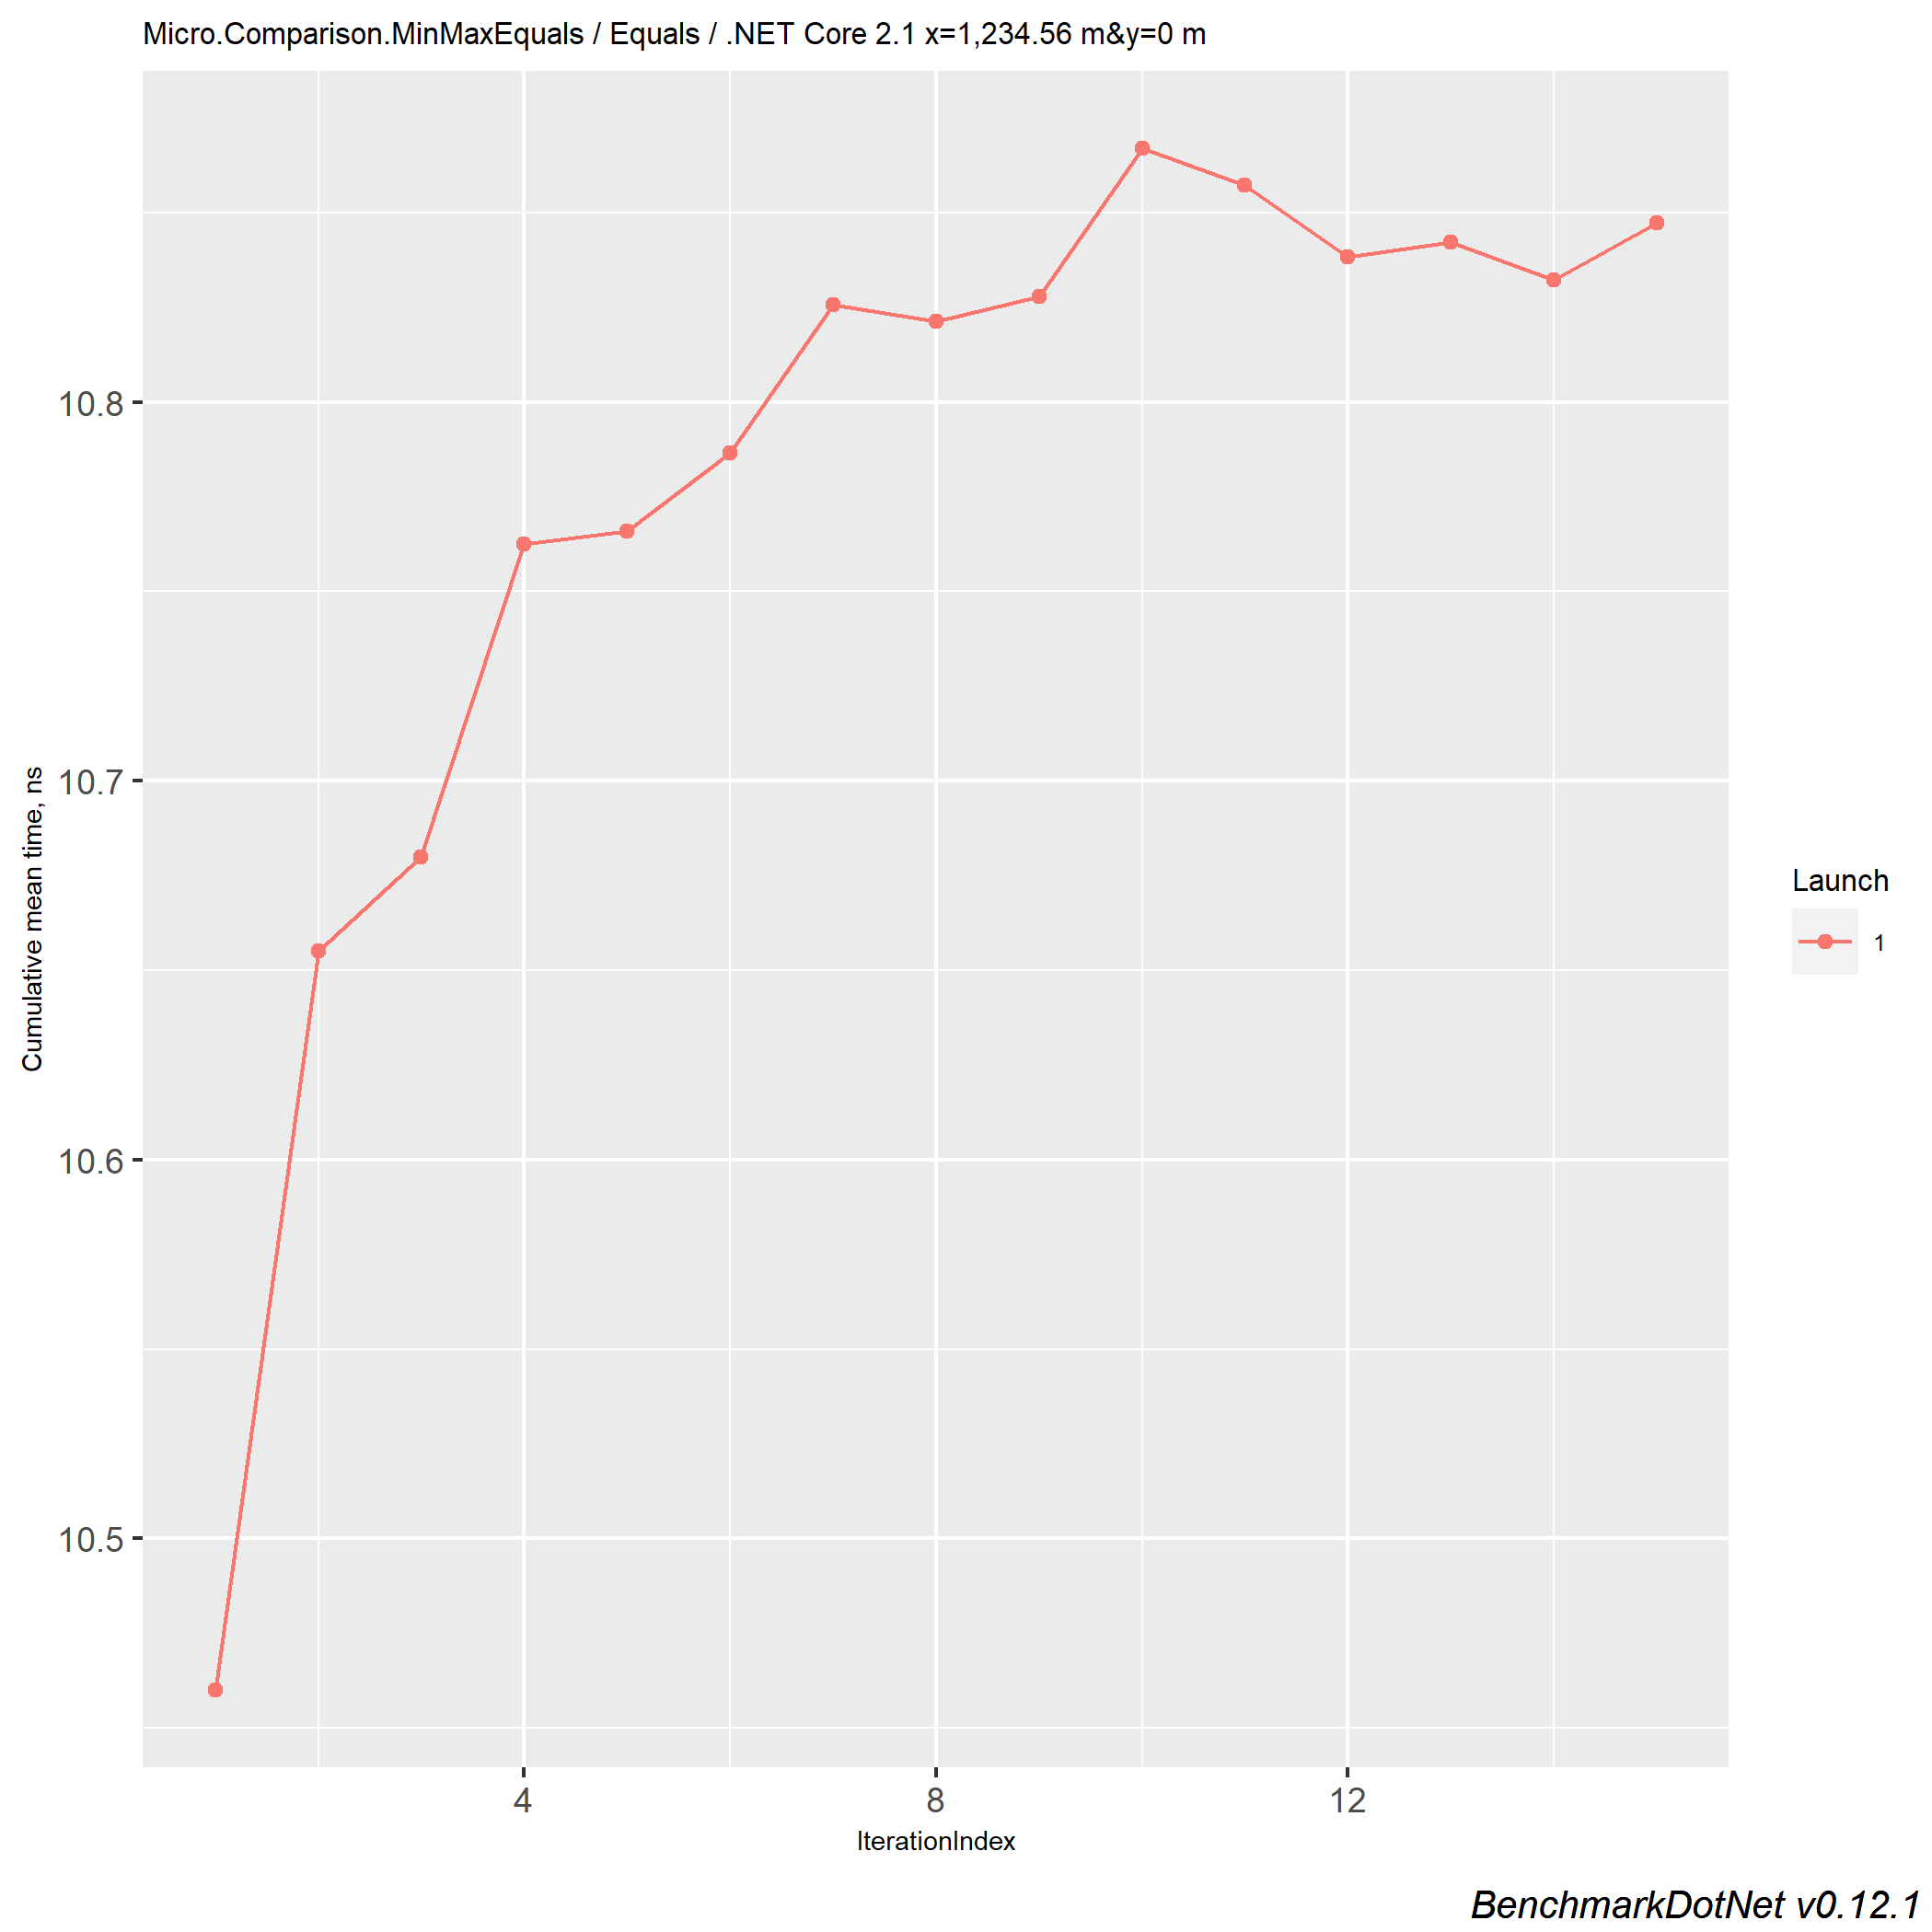 Micro.Comparison.MinMaxEquals / Equals / .NET Core 2.1 x=1,234.56 m&y=0 m
Cumulative mean time, ns
10.8
10.7
10.6
10.5
4
8
12
IterationIndex
Launch
1
BenchmarkDotNet v0.12.1